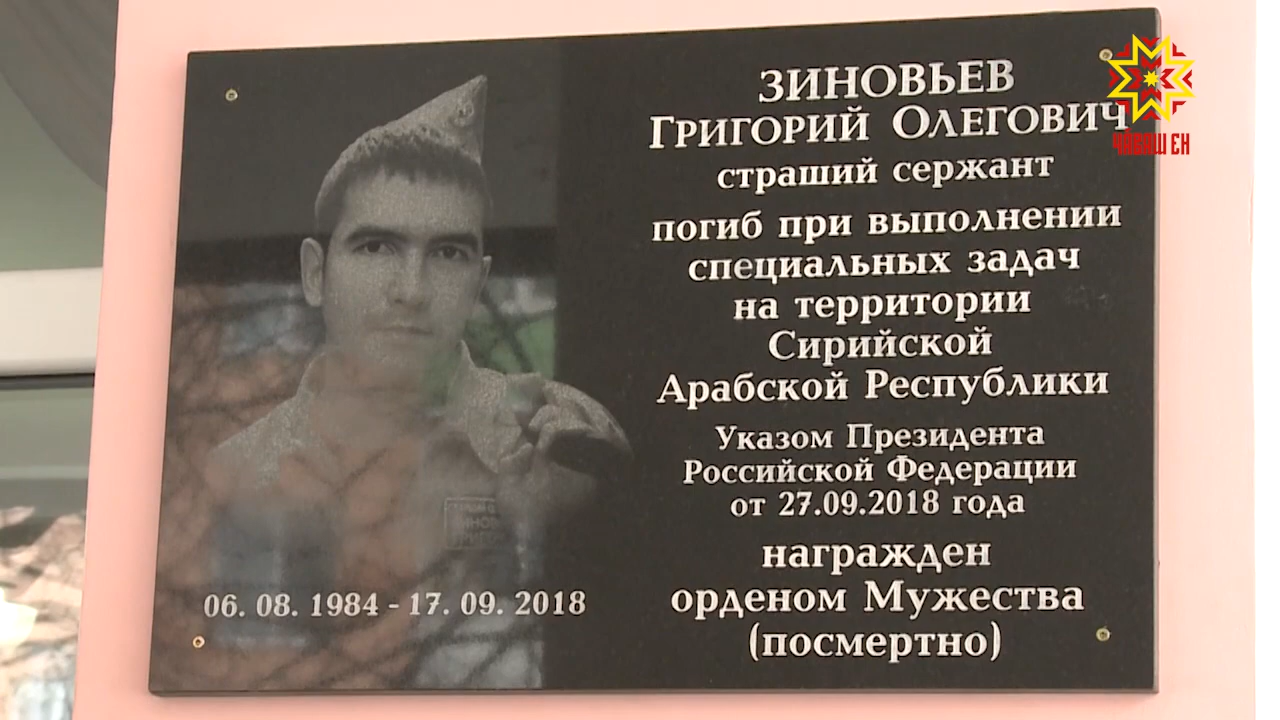 ЗИНОВЬЕВ
ГРИГОРИЙ ОЛЕГОВИЧ
страший сержант
погиб при выполнении
специальных задач
на территории
Сирийской
Арабской Республики
Указом Президента
Российской Федерации
от 27.09.2018 года
награжден
орденом Мужества
(посмертно)
06. 08. 1984 - 17. 09. 2018
ЧӐВАШ ЕН